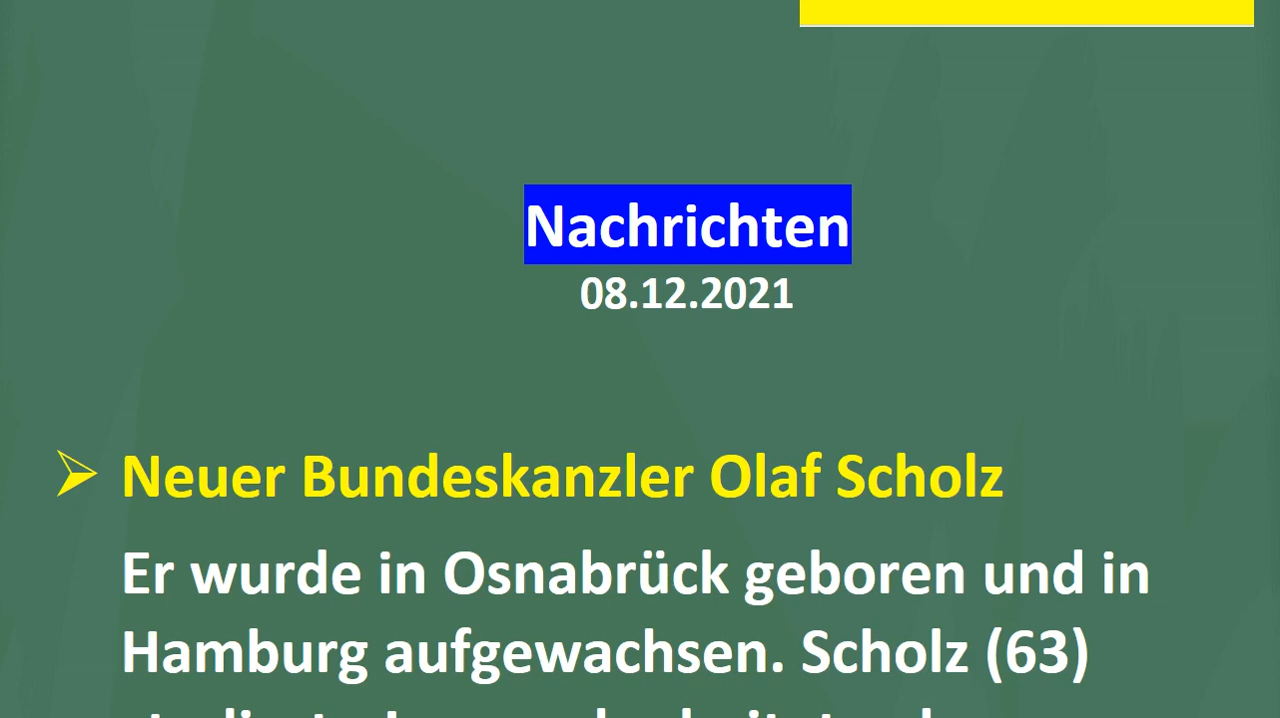 Nachrichten
08.12.2021
Neuer Bundeskanzler Olaf Scholz
Er wurde in Osnabrück geboren und in
Hamburg aufgewachsen. Scholz (63)